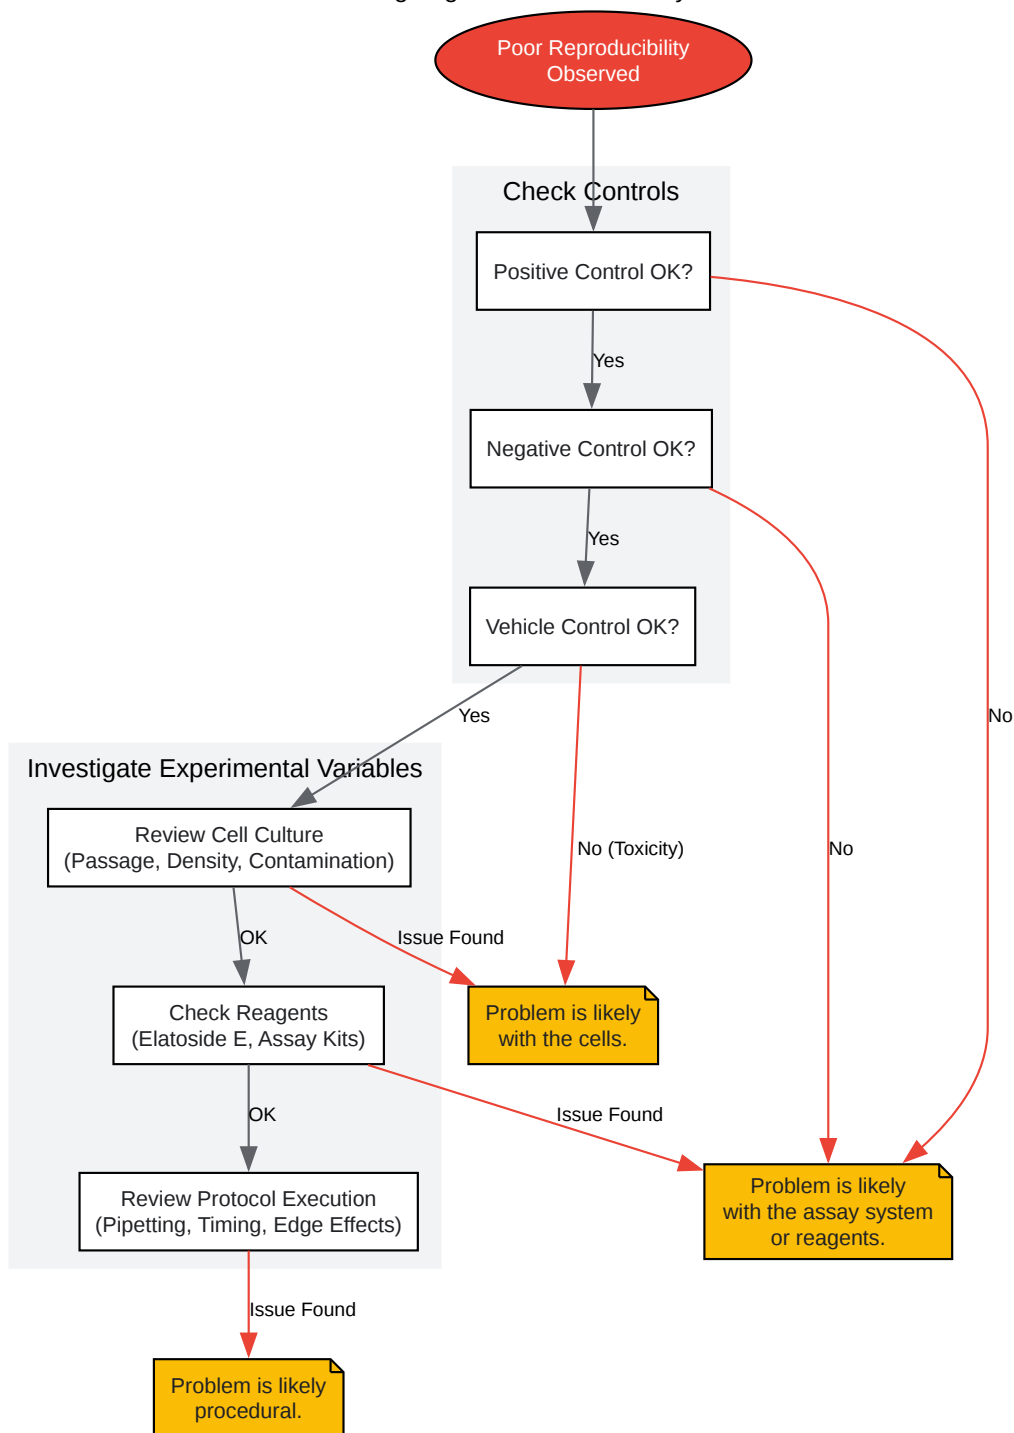 Poor Reproducibility
Observed
Check Controls
Positive Control OK?
Yes
No
Negative Control OK?
Yes
No
Vehicle Control OK?
Yes
No (Toxicity)
Investigate Experimental Variables
Review Cell Culture
(Passage, Density, Contamination)
OK
Issue Found
Check Reagents
(Elatoside E, Assay Kits)
Problem is likely
with the cells.
OK
Issue Found
Review Protocol Execution
(Pipetting, Timing, Edge Effects)
Problem is likely
with the assay system
or reagents.
Issue Found
Problem is likely
procedural.